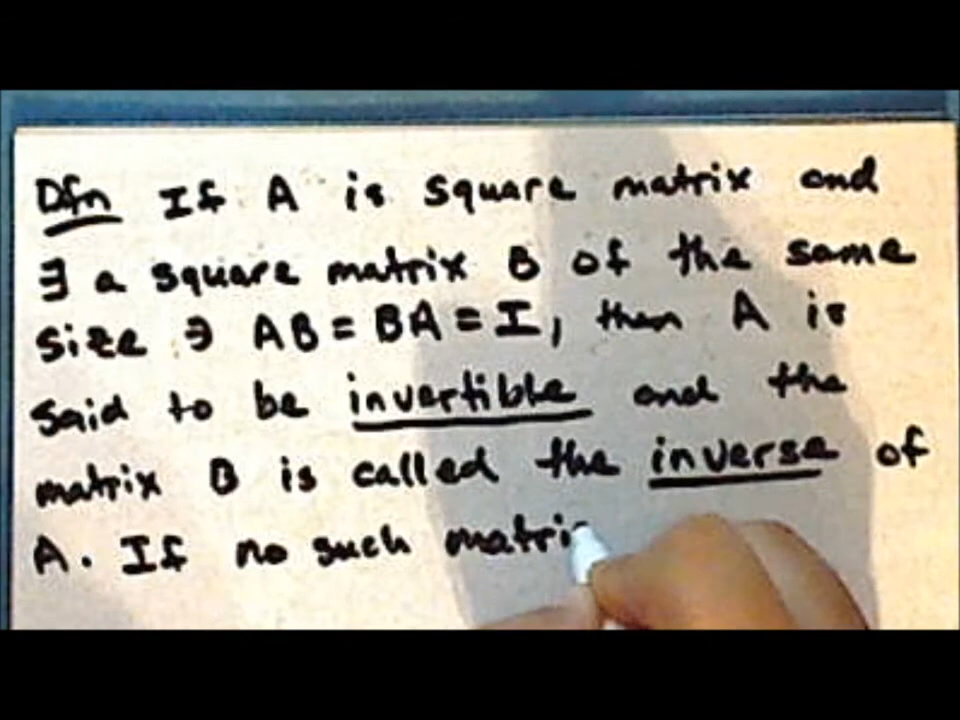 Dfn If A is square matrix and
∃ a square matrix B of the same
size ∋ AB = BA = I, then A is
said to be invertible and the
matrix B is called the inverse of
A. If no such matri